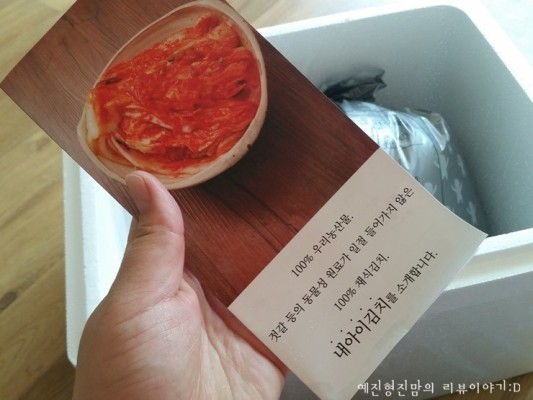 100% 우리농산물.
젓갈 등의 동물성 원료가 일절 들어가지 않은
100% 채식김치.
내아이김치를 소개합니다.
예진형진맘의 리뷰이야기:D